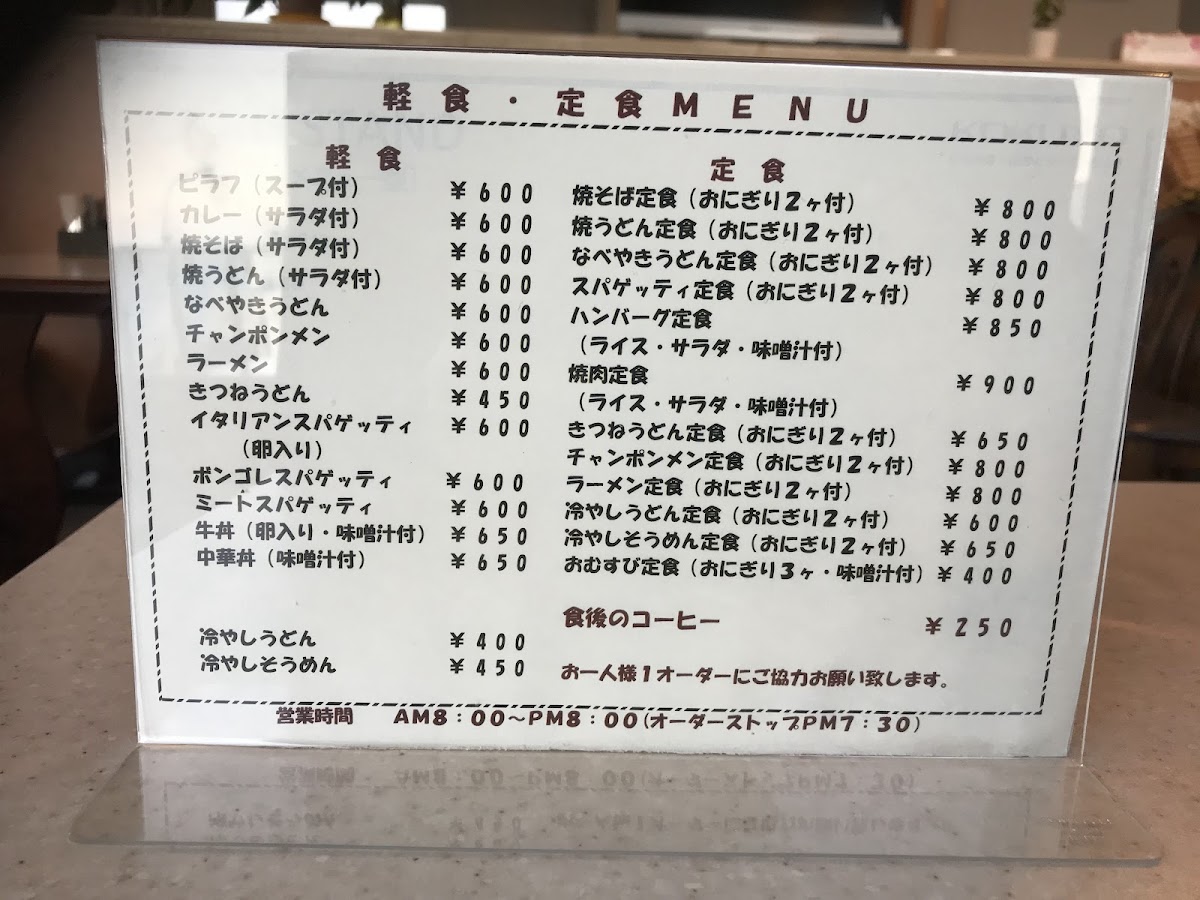 軽食・定食MENU
軽食
ピラフ（スープ付） ￥600
カレー（サラダ付） ￥600
焼そば（サラダ付） ￥600
焼うどん（サラダ付） ￥600
なべやきうどん ￥600
チャンポンメン ￥600
ラーメン ￥600
きつねうどん ￥450
イタリアンスパゲッティ ￥600
（卵入り）
ボンゴレスパゲッティ ￥600
ミートスパゲッティ ￥600
牛丼（卵入り・味噌汁付） ￥650
中華丼（味噌汁付） ￥650
冷やしうどん ￥400
冷やしそうめん ￥450
定食
焼そば定食（おにぎり2ヶ付） ￥800
焼うどん定食（おにぎり2ヶ付） ￥800
なべやきうどん定食（おにぎり2ヶ付） ￥800
スパゲッティ定食（おにぎり2ヶ付） ￥800
ハンバーグ定食 ￥850
（ライス・サラダ・味噌汁付）
焼肉定食 ￥900
（ライス・サラダ・味噌汁付）
きつねうどん定食（おにぎり2ヶ付） ￥650
チャンポンメン定食（おにぎり2ヶ付） ￥800
ラーメン定食（おにぎり2ヶ付） ￥800
冷やしうどん定食（おにぎり2ヶ付） ￥600
冷やしそうめん定食（おにぎり2ヶ付） ￥650
おむすび定食（おにぎり3ヶ・味噌汁付） ￥400
食後のコーヒー ￥250
お一人様1オーダーにご協力お願い致します。
営業時間 AM8：00～PM8：00(オーダーストップPM7：30)